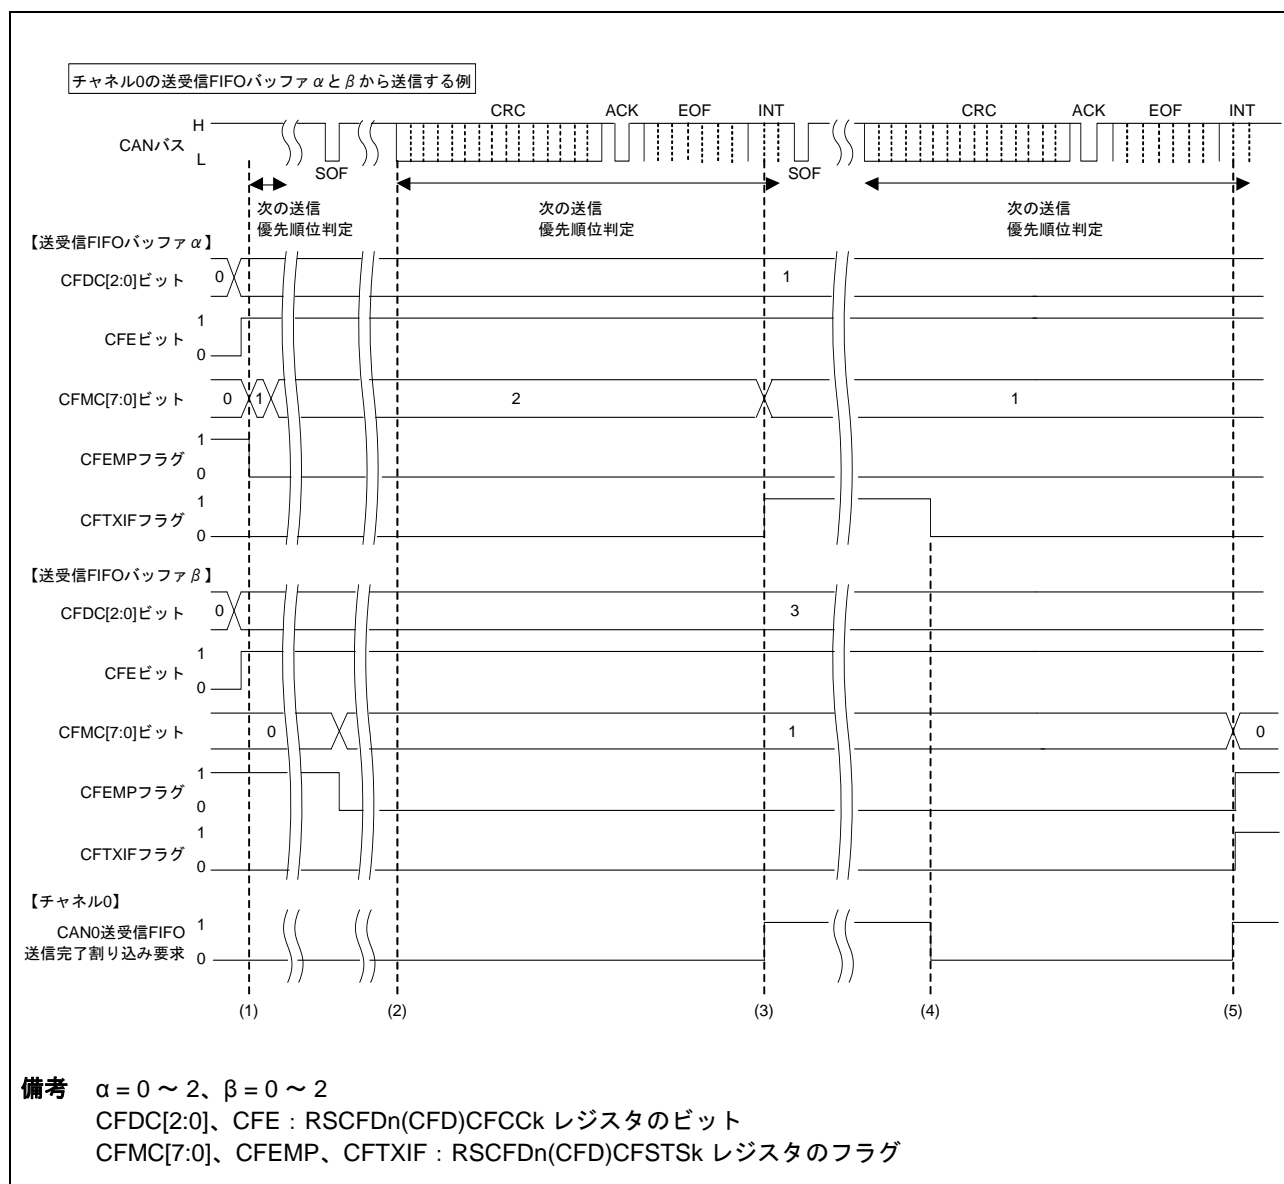 チャネル0の送受信FIFOバッファαとβから送信する例
CRC ACK EOF INT CRC ACK EOF INT
H
CANバス
L
SOF SOF
次の送信
優先順位判定
次の送信
優先順位判定
次の送信
優先順位判定
【送受信FIFOバッファα】
CFDC[2:0]ビット 0 1
1
CFEビット
0
CFMC[7:0]ビット 0 1 2 1
1
CFEMPフラグ
0
1
CFTXIFフラグ
0
【送受信FIFOバッファβ】
CFDC[2:0]ビット 0 3
1
CFEビット
0
CFMC[7:0]ビット 0 1 0
1
CFEMPフラグ
0
1
CFTXIFフラグ
0
【チャネル0】
CAN0送受信FIFO 1
送信完了割り込み要求 0
(1) (2) (3) (4) (5)
備考 α = 0 ~ 2、β = 0 ~ 2
CFDC[2:0]、CFE : RSCFDn(CFD)CFCCk レジスタのビット
CFMC[7:0]、CFEMP、CFTXIF : RSCFDn(CFD)CFSTSk レジスタのフラグ